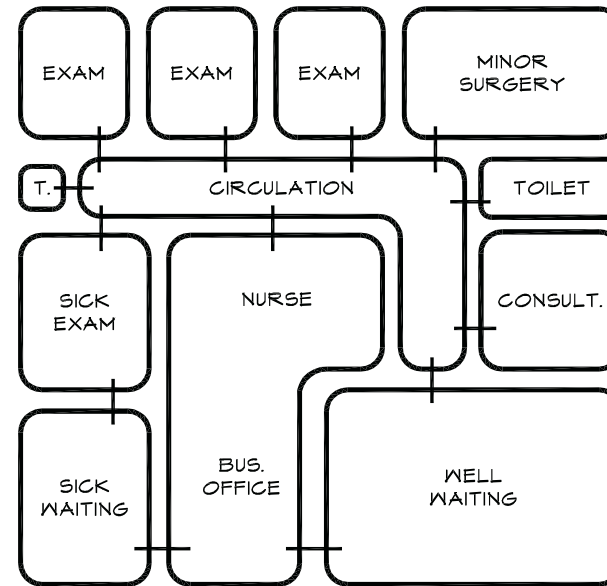 EXAM
EXAM
EXAM
MINOR
SURGERY
T.
CIRCULATION
TOILET
SICK
EXAM
NURSE
CONSULT.
SICK
WAITING
BUS.
OFFICE
WELL
WAITING